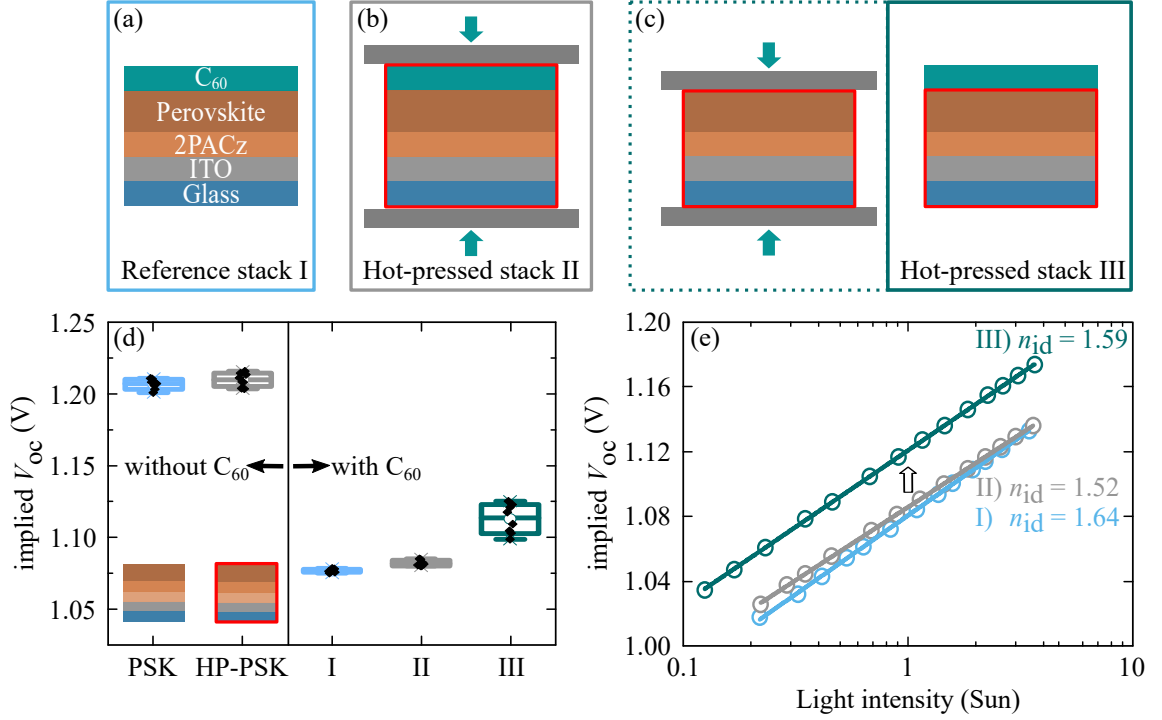 (a)
C60
Perovskite
2PACz
ITO
Glass
Reference stack I
(b)
Hot-pressed stack II
(c)
Hot-pressed stack III
(d)
implied Voc (V)
1.25
1.20
1.15
1.10
1.05
without C60
with C60
PSK
HP-PSK
I
II
III
(e)
implied Voc (V)
1.16
1.12
1.08
1.04
1.00
III) nid = 1.59
II) nid = 1.52
I) nid = 1.64
0.1
1
10
Light intensity (Sun)